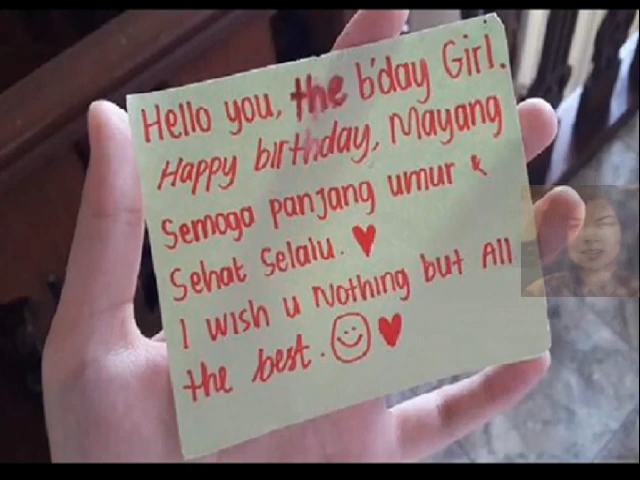 Hello you, the b'day Girl.
Happy birthday, Mayang
Semoga panjang umur &
Sehat Selalu.
I wish u Nothing but All
the best.